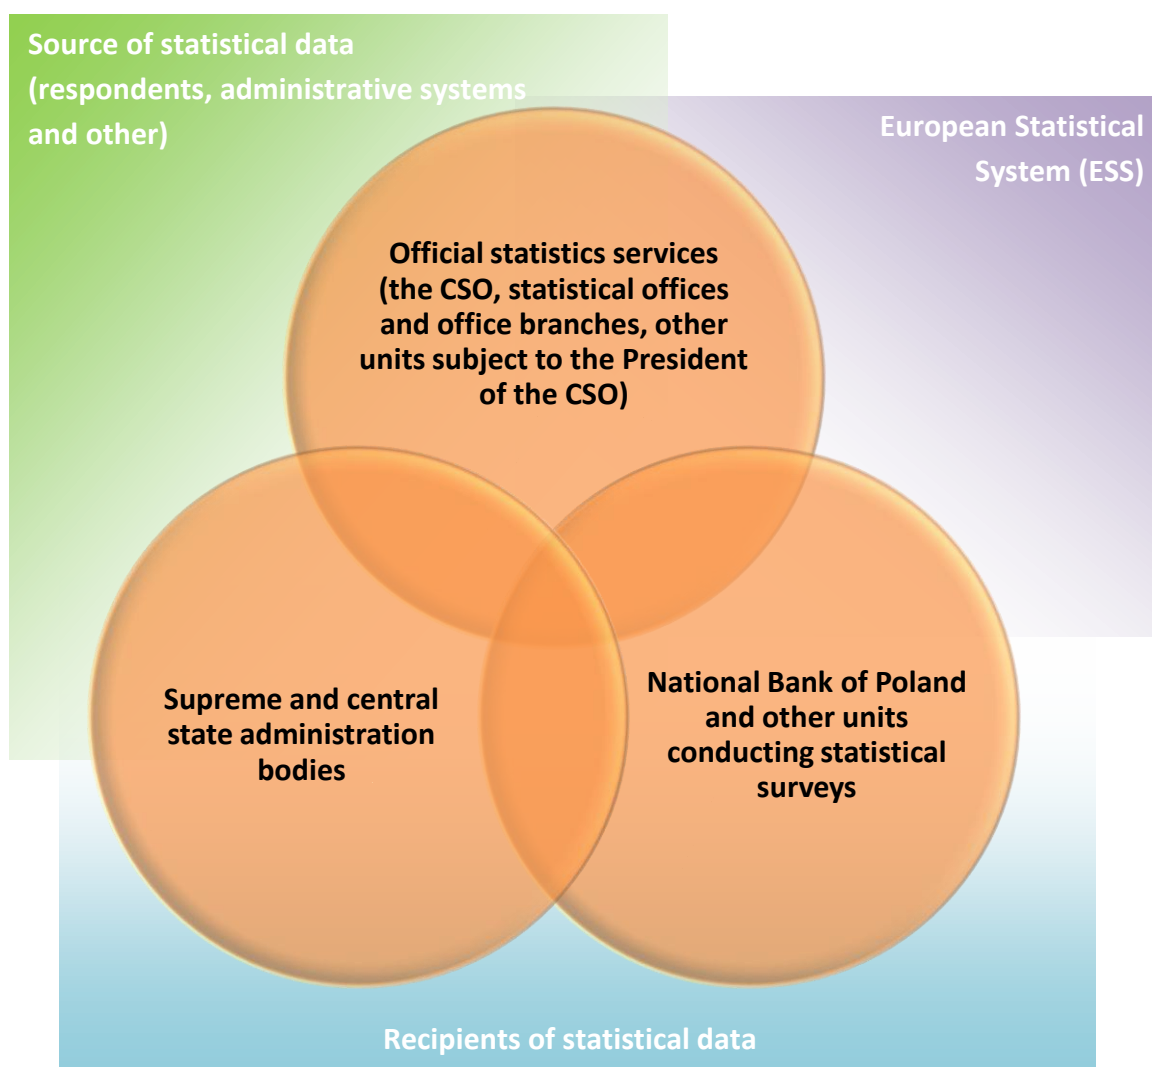 Source of statistical data
(respondents, administrative systems
and other)
European Statistical
System (ESS)
Official statistics services
(the CSO, statistical offices
and office branches, other
units subject to the President
of the CSO)
Supreme and central
state administration
bodies
National Bank of Poland
and other units
conducting statistical
surveys
Recipients of statistical data